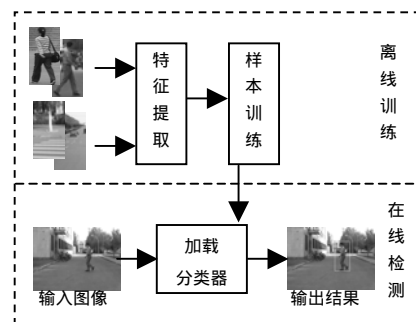 特征提取
样本训练
离线训练
加载
分类器
在线检测
输入图像
输出结果